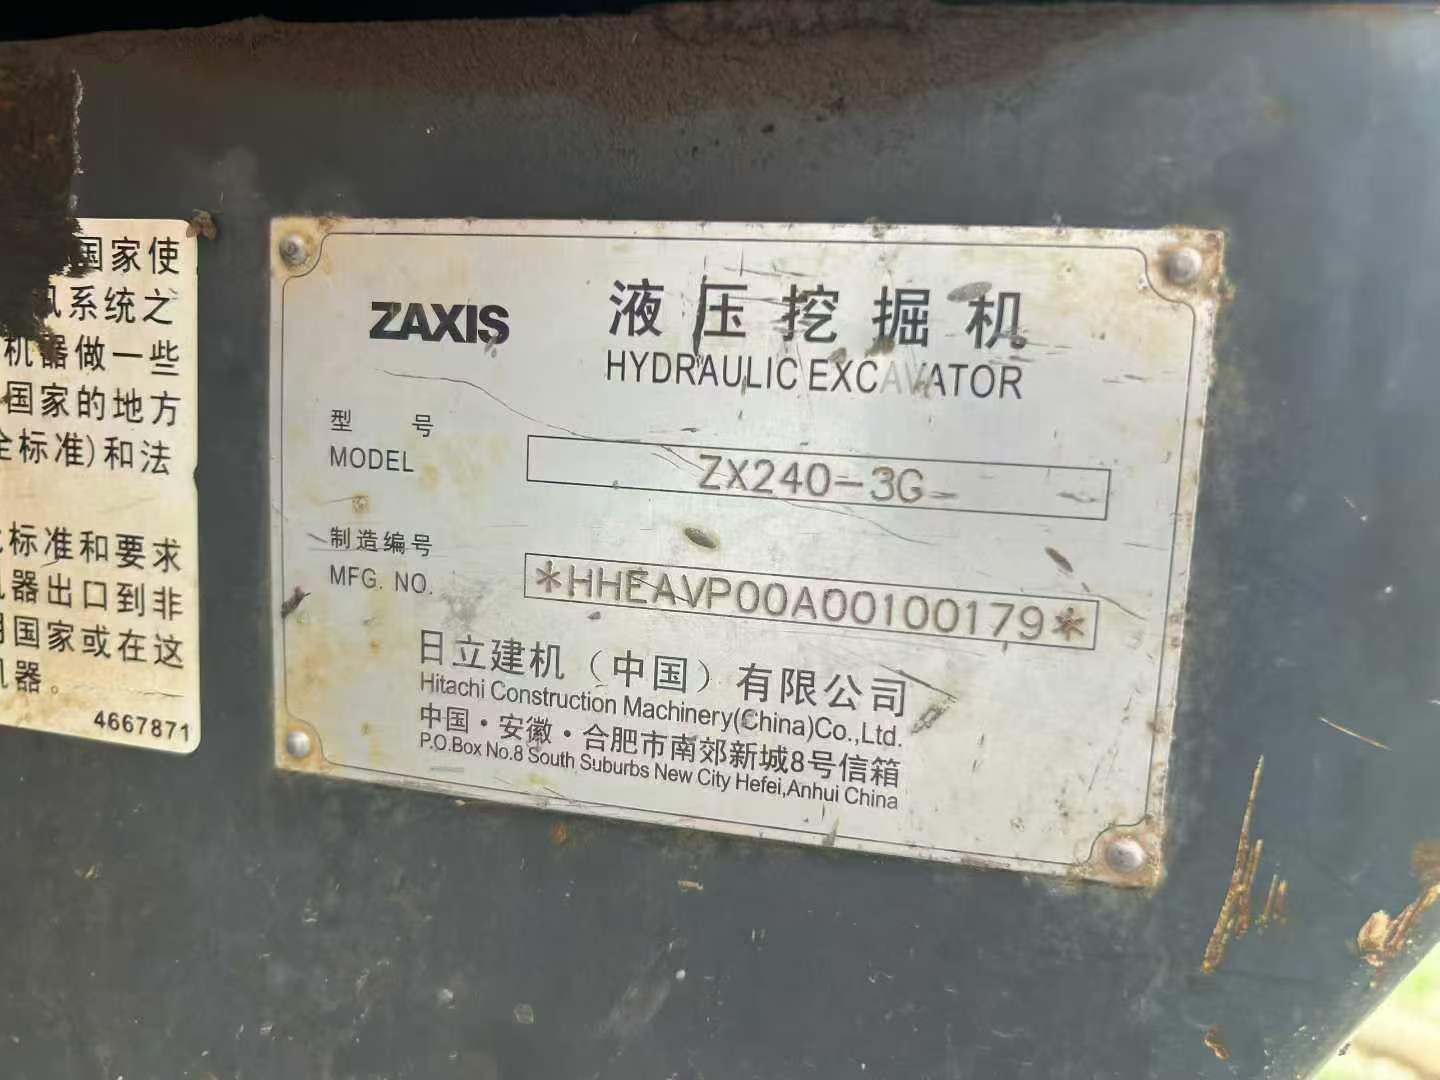 国家使
风系统之
机器做一些
国家的地方
全标准)和法
标准和要求
机器出口到非
国家或在这
机器。
4667871
ZAXIS
液压挖掘机
HYDRAULIC EXCAVATOR
型号
MODEL
ZX240-3G
制造编号
MFG. NO.
*HHEAVP00A00100179*
日立建机（中国）有限公司
Hitachi Construction Machinery(China)Co.,Ltd.
中国·安徽·合肥市南郊新城8号信箱
P.O.Box No.8 South Suburbs New City Hefei,Anhui China